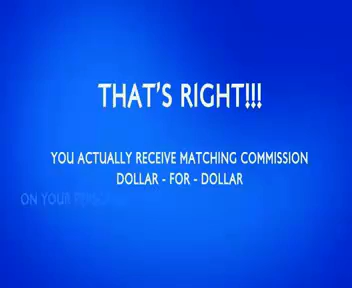 THAT'S RIGHT!!!
YOU ACTUALLY RECEIVE MATCHING COMMISSION
DOLLAR - FOR - DOLLAR
ON YOUR